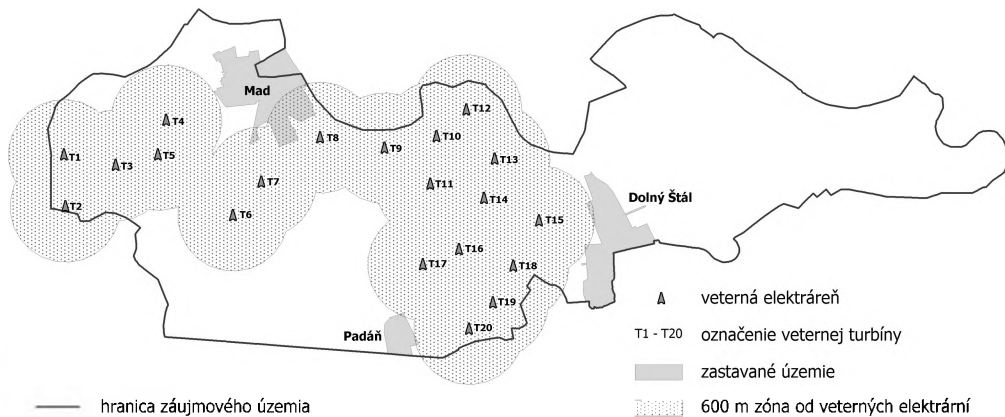 Mad
T12
T4
T8
T10
T9
T1
T3
T5
T13
T7
T11
T2
T14
Dolný Štál
T6
T15
T16
T17
T18
T19
T20
Padáň
veterná elektráreň
T1 - T20 označenie veternej turbíny
zastavané územie
hranica záujmového územia
600 m zóna od veterných elektrární